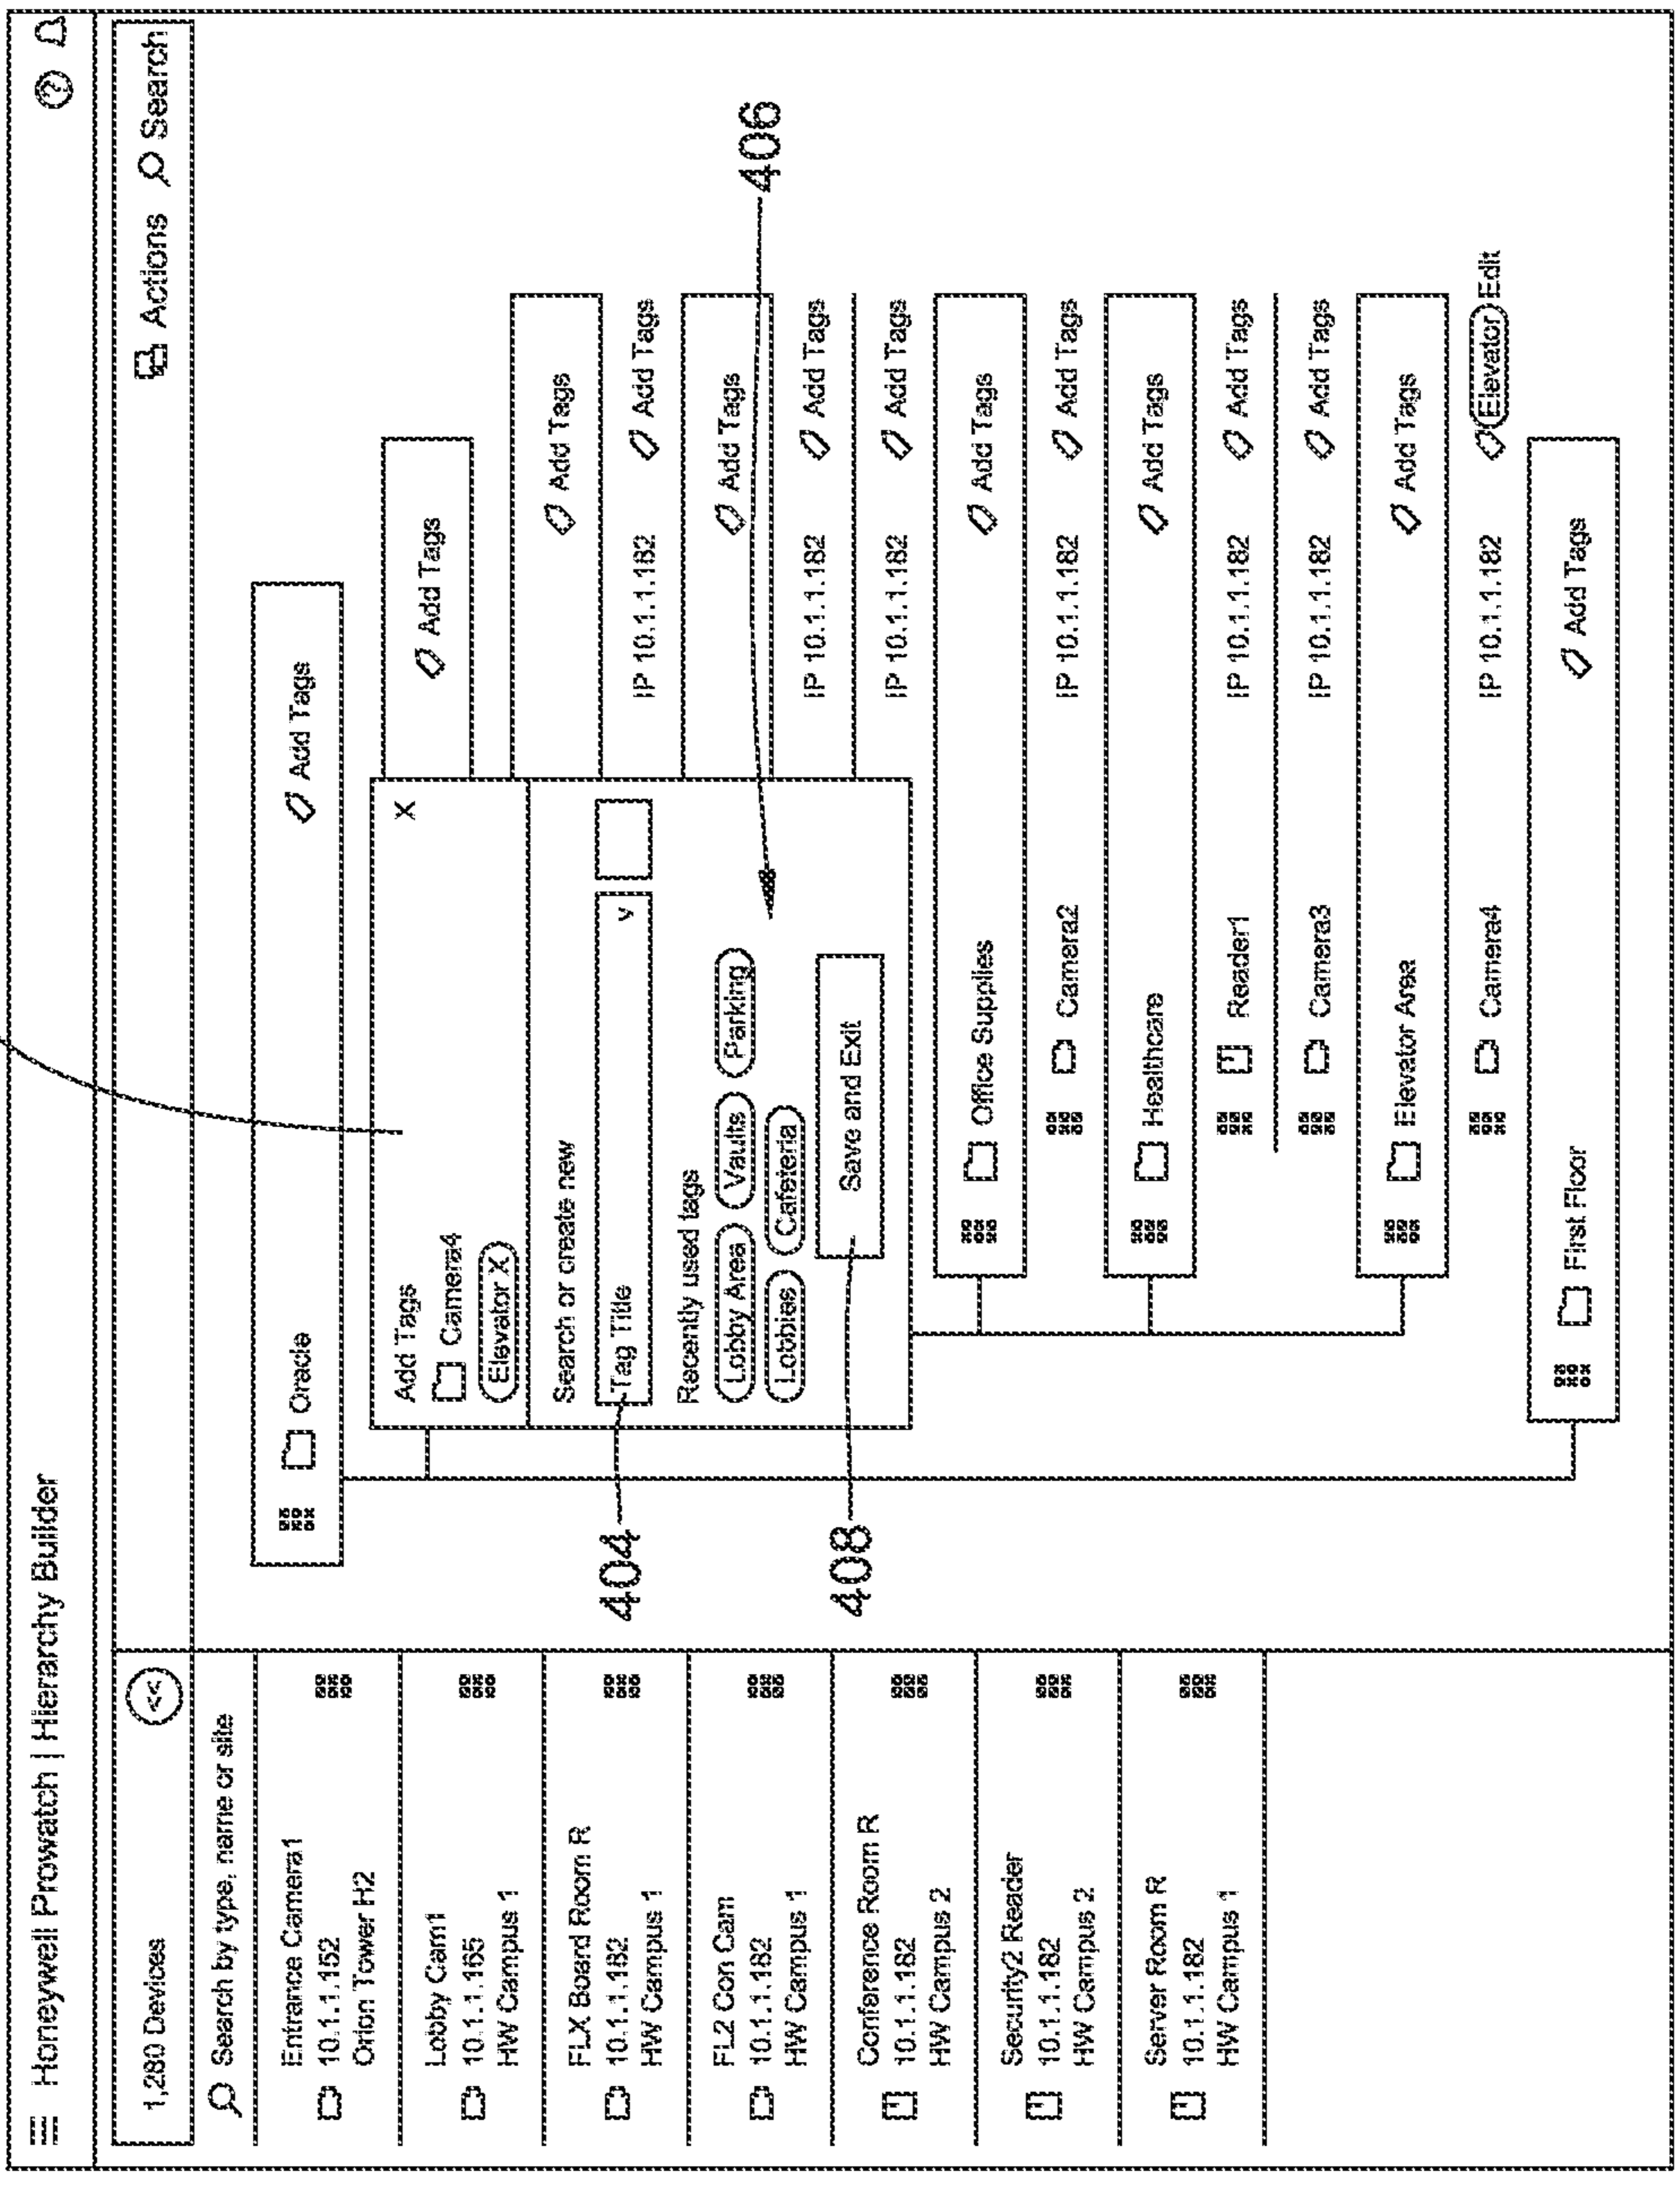 Honeywell Prowatch | Hierarchy Builder
1,280 Devices <<
Actions Search
Search by type, name or site
Entrance Camera1
10.1.1.152
Orion Tower H2
Lobby Cam1
10.1.1.165
HW Campus 1
FLX Board Room R
10.1.1.182
HW Campus 1
FL2 Con Cam
10.1.1.182
HW Campus 1
Conference Room R
10.1.1.182
HW Campus 2
Security2 Reader
10.1.1.182
HW Campus 2
Server Room R
10.1.1.182
HW Campus 1
Oracle Add Tags
Add Tags X
Camera4
Elevator X
Search or create new
Tag Title v
Recently used tags
Lobby Area Vaults Parking
Lobbies Cafeteria
Save and Exit
404
408
406
Add Tags
Add Tags
IP 10.1.1.182 Add Tags
Add Tags
IP 10.1.1.182 Add Tags
IP 10.1.1.182 Add Tags
Office Supplies Add Tags
Camera2 IP 10.1.1.182 Add Tags
Healthcare Add Tags
Reader1 IP 10.1.1.182 Add Tags
Camera3 IP 10.1.1.182 Add Tags
Elevator Area Add Tags
Camera4 IP 10.1.1.182 Elevator Edit
First Floor Add Tags